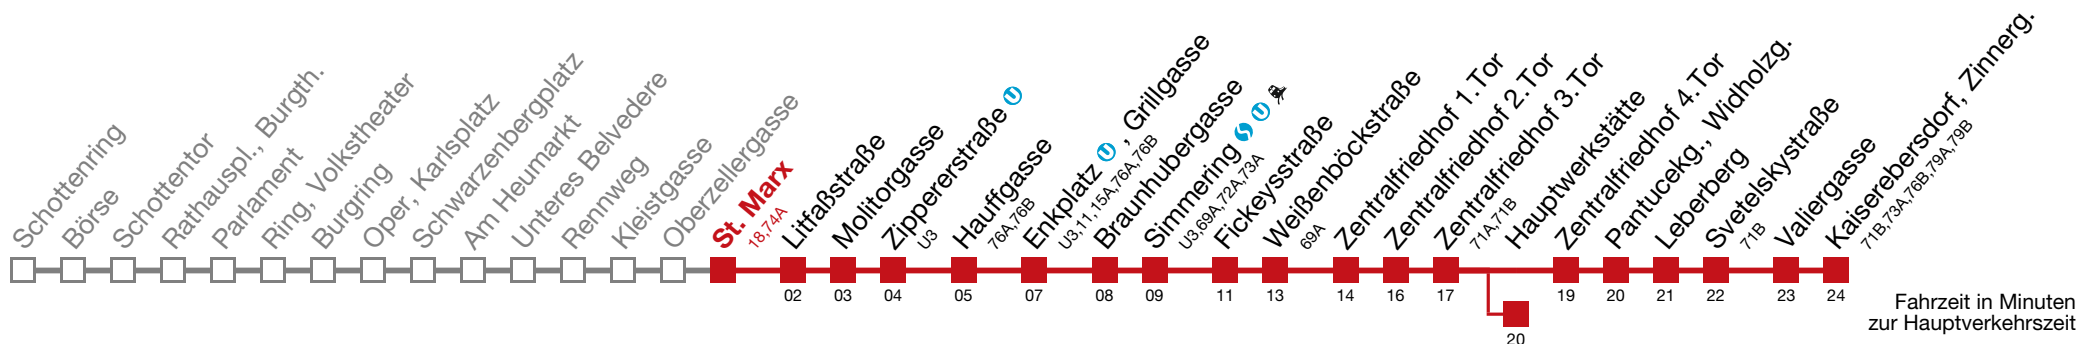 Schottenring
Börse
Schottentor
Rathauspl., Burgth.
Parlament
Ring, Volkstheater
Burgring
Oper, Karlsplatz
Schwarzenbergplatz
Am Heumarkt
Unteres Belvedere
Rennweg
Kleistgasse
Oberzellergasse
St. Marx
18,74A
Litfaßstraße
Molitorgasse
Zippererstraße U
U3
Hauffgasse
76A,76B
Enkplatz U , Grillgasse
U3,11,15A,76A,76B
Braunhubergasse
Simmering S U
U3,69A,72A,73A
Fickeysstraße
Weißenböckstraße
69A
Zentralfriedhof 1.Tor
Zentralfriedhof 2.Tor
Zentralfriedhof 3.Tor
71A,71B
Hauptwerkstätte
Zentralfriedhof 4.Tor
Pantucekg., Widholzg.
Leberberg
Svetelskystraße
71B
Valiergasse
Kaiserebersdorf, Zinnerg.
71B,73A,76B,79A,79B
02
03
04
05
07
08
09
11
13
14
16
17
19
20
21
22
23
24
20
Fahrzeit in Minuten
zur Hauptverkehrszeit